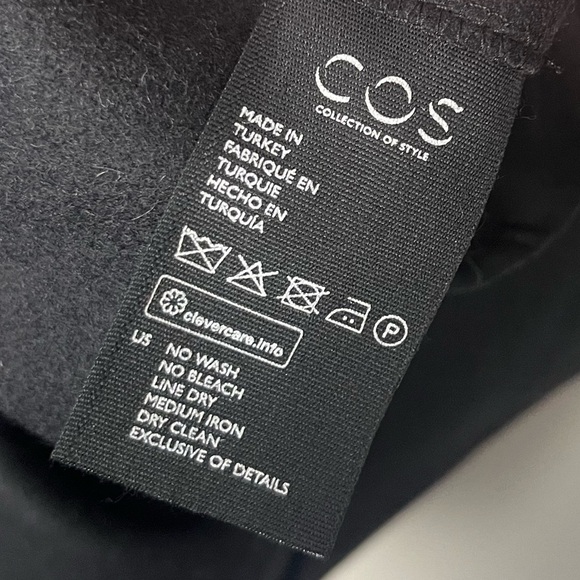 COS
COLLECTION OF STYLE
MADE IN
TURKEY
FABRIQUÉ EN
TURQUIE
HECHO EN
TURQUÍA
P
clevercare.info
US NO WASH
NO BLEACH
LINE DRY
MEDIUM IRON
DRY CLEAN
EXCLUSIVE OF DETAILS